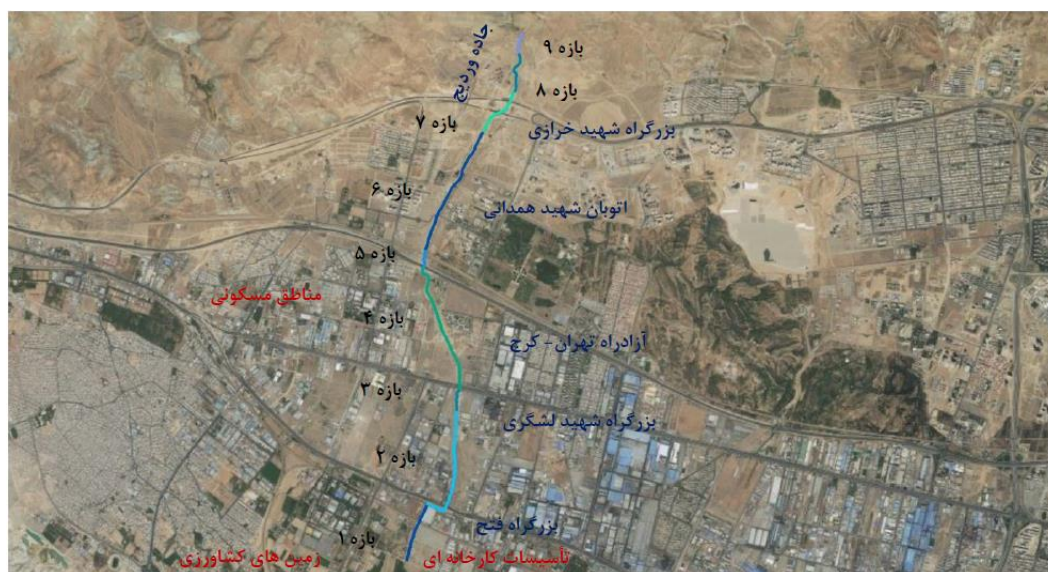 جاده وردیج
بازه ۹
بازه ۸
بازه ۷
بزرگراه شهید خرازی
بازه ۶
اتوبان شهید همدانی
بازه ۵
مناطق مسکونی
بازه ۴
آزادراه تهران- کرج
بازه ۳
بزرگراه شهید لشگری
بازه ۲
بزرگراه فتح
بازه ۱
تأسیسات کارخانه ای
زمین های کشاورزی